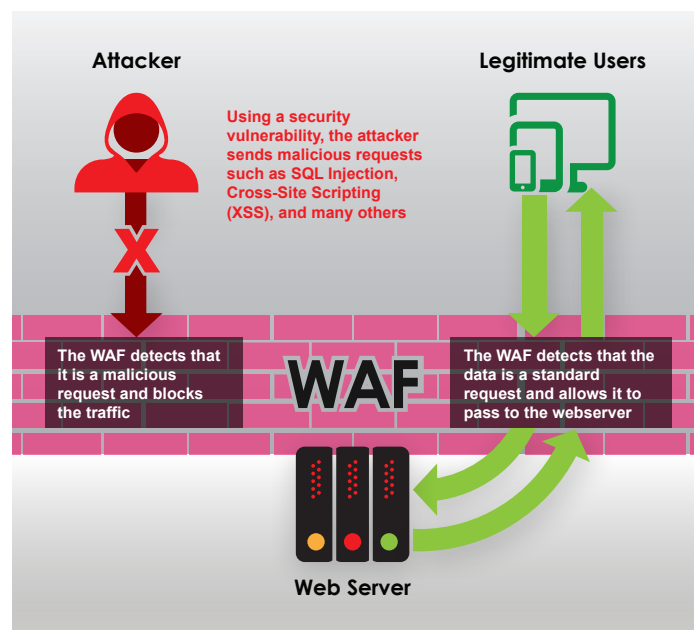 Attacker
Legitimate Users
Using a security
vulnerability, the attacker
sends malicious requests
such as SQL Injection,
Cross-Site Scripting
(XSS), and many others
X
The WAF detects that
it is a malicious
request and blocks
the traffic
WAF
The WAF detects that the
data is a standard
request and allows it to
pass to the webserver
Web Server